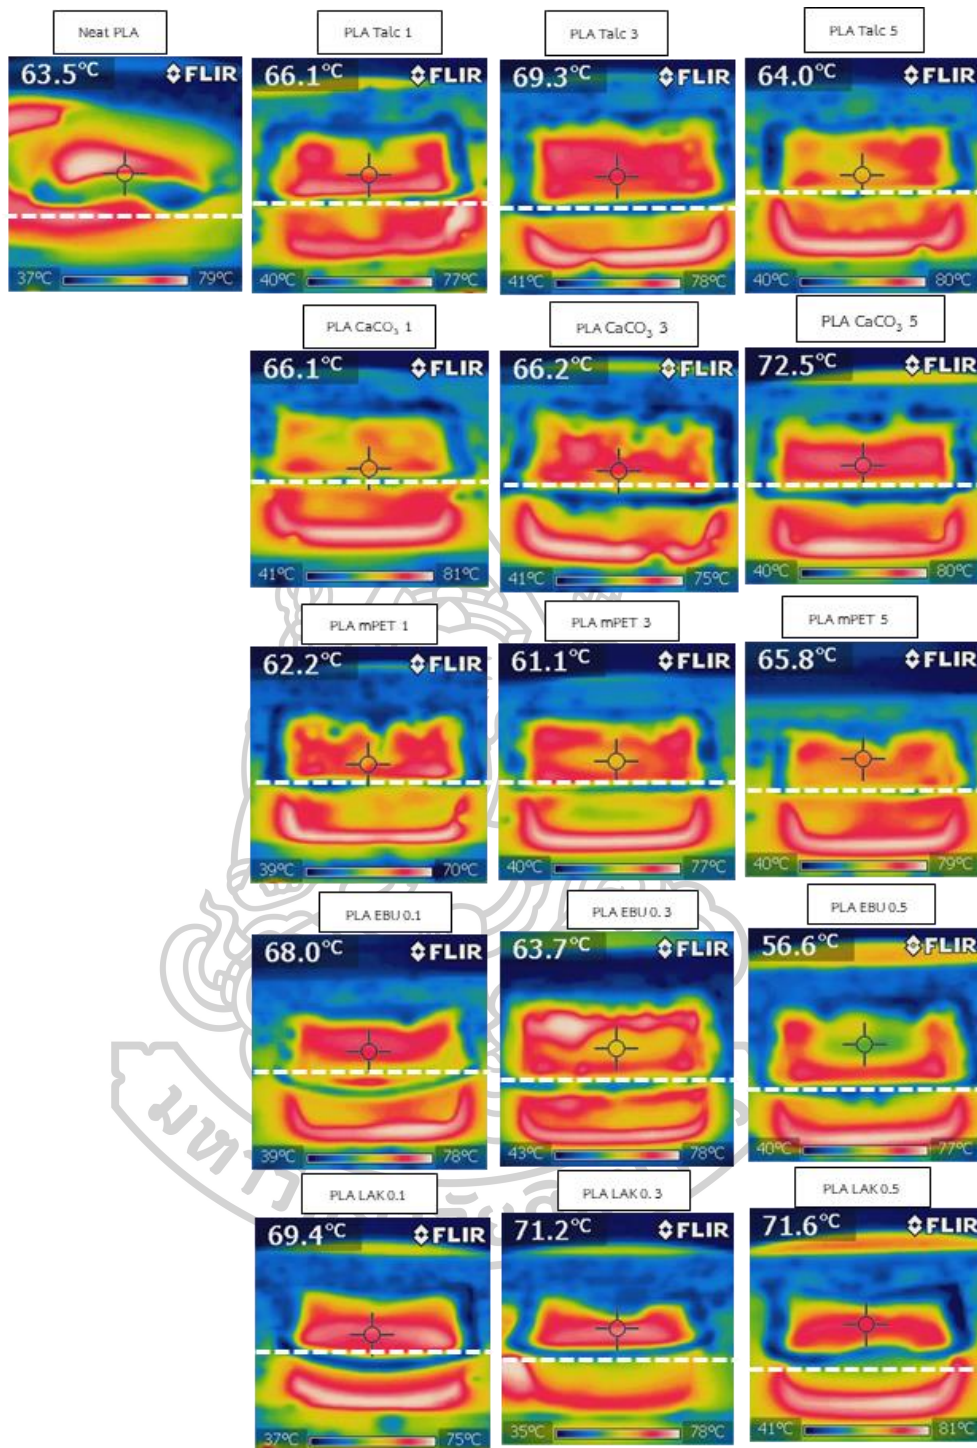 Neat PLA
PLA Talc 1
PLA Talc 3
PLA Talc 5
63.5°C FLIR
66.1°C FLIR
69.3°C FLIR
64.0°C FLIR
37°C 79°C
40°C 77°C
41°C 78°C
40°C 80°C
PLA CaCO₃ 1
PLA CaCO₃ 3
PLA CaCO₃ 5
66.1°C FLIR
66.2°C FLIR
72.5°C FLIR
41°C 81°C
41°C 75°C
40°C 80°C
PLA mPET 1
PLA mPET 3
PLA mPET 5
62.2°C FLIR
61.1°C FLIR
65.8°C FLIR
39°C 70°C
40°C 77°C
40°C 79°C
PLA EBU 0.1
PLA EBU 0.3
PLA EBU 0.5
68.0°C FLIR
63.7°C FLIR
56.6°C FLIR
39°C 78°C
43°C 78°C
40°C 77°C
PLA LAK 0.1
PLA LAK 0.3
PLA LAK 0.5
69.4°C FLIR
71.2°C FLIR
71.6°C FLIR
37°C 75°C
35°C 78°C
41°C 81°C